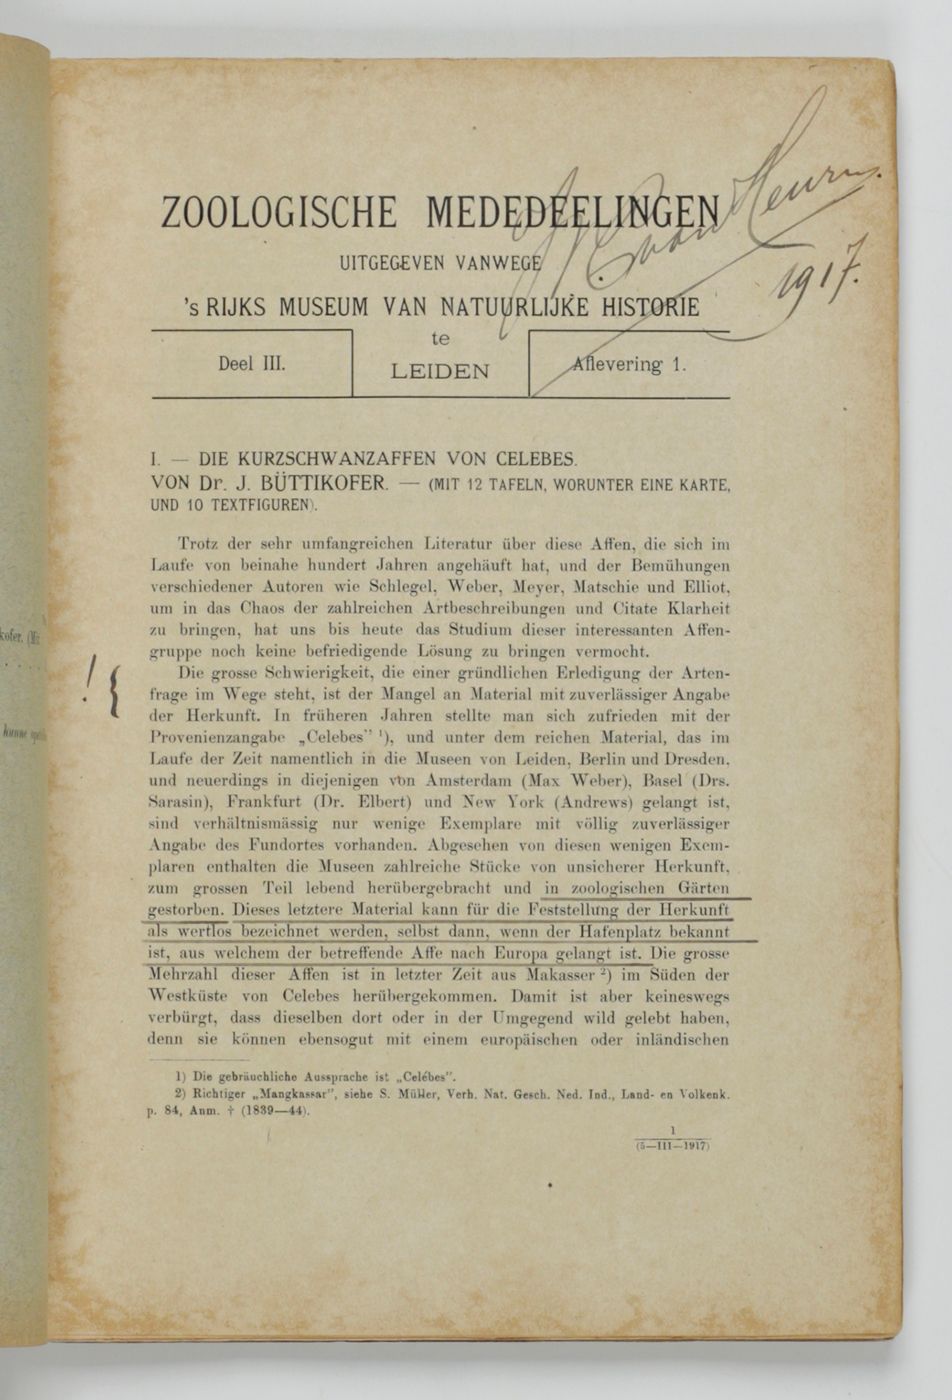 ZOOLOGISCHE MEDEDEELINGEN
UITGEGEVEN VANWEGE
's RIJKS MUSEUM VAN NATUURLIJKE HISTORIE
te
Deel III.
LEIDEN
Aflevering 1.
van Heurn.
1917.
I. — DIE KURZSCHWANZAFFEN VON CELEBES.
VON Dr. J. BÜTTIKOFER. — (MIT 12 TAFELN, WORUNTER EINE KARTE,
UND 10 TEXTFIGUREN).
Trotz der sehr umfangreichen Literatur über diese Affen, die sich im
Laufe von beinahe hundert Jahren angehäuft hat, und der Bemühungen
verschiedener Autoren wie Schlegel, Weber, Meyer, Matschie und Elliot,
um in das Chaos der zahlreichen Artbeschreibungen und Citate Klarheit
zu bringen, hat uns bis heute das Studium dieser interessanten Affen-
gruppe noch keine befriedigende Lösung zu bringen vermocht.
! {
Die grosse Schwierigkeit, die einer gründlichen Erledigung der Arten-
frage im Wege steht, ist der Mangel an Material mit zuverlässiger Angabe
der Herkunft. In früheren Jahren stellte man sich zufrieden mit der
Provenienzangabe „Celebes" ¹), und unter dem reichen Material, das im
Laufe der Zeit namentlich in die Museen von Leiden, Berlin und Dresden,
und neuerdings in diejenigen von Amsterdam (Max Weber), Basel (Drs.
Sarasin), Frankfurt (Dr. Elbert) und New York (Andrews) gelangt ist,
sind verhältnismässig nur wenige Exemplare mit völlig zuverlässiger
Angabe des Fundortes vorhanden. Abgesehen von diesen wenigen Exem-
plaren enthalten die Museen zahlreiche Stücke von unsicherer Herkunft,
zum grossen Teil lebend herübergebracht und in zoologischen Gärten
gestorben. Dieses letztere Material kann für die Feststellung der Herkunft
als wertlos bezeichnet werden, selbst dann, wenn der Hafenplatz bekannt
ist, aus welchem der betreffende Affe nach Europa gelangt ist. Die grosse
Mehrzahl dieser Affen ist in letzter Zeit aus Makasser ²) im Süden der
Westküste von Celebes herübergekommen. Damit ist aber keineswegs
verbürgt, dass dieselben dort oder in der Umgegend wild gelebt haben,
denn sie können ebensogut mit einem europäischen oder inländischen
1) Die gebräuchliche Aussprache ist „Celébes".
2) Richtiger „Mangkassar", siehe S. Müller, Verh. Nat. Gesch. Ned. Ind., Land- en Volkenk.
p. 84, Anm. † (1839—44).
1
(5—III—1917)
kofer. (Mit